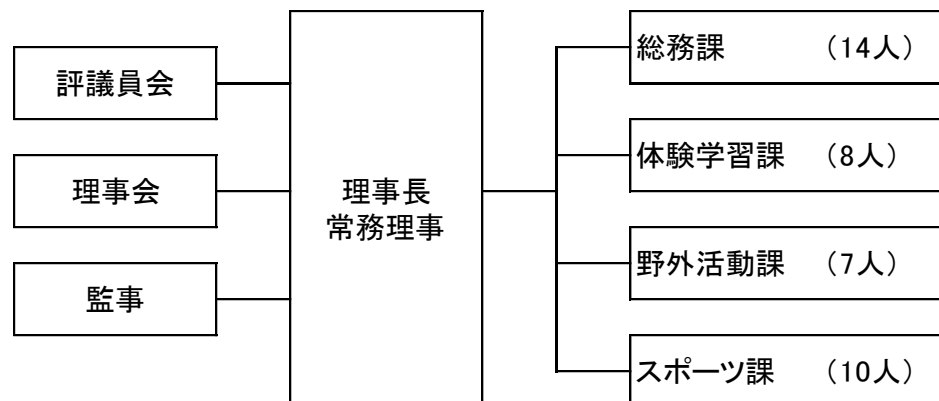 評議員会
理事会
監事
理事長
常務理事
総務課 （14人）
体験学習課 （8人）
野外活動課 （7人）
スポーツ課 （10人）